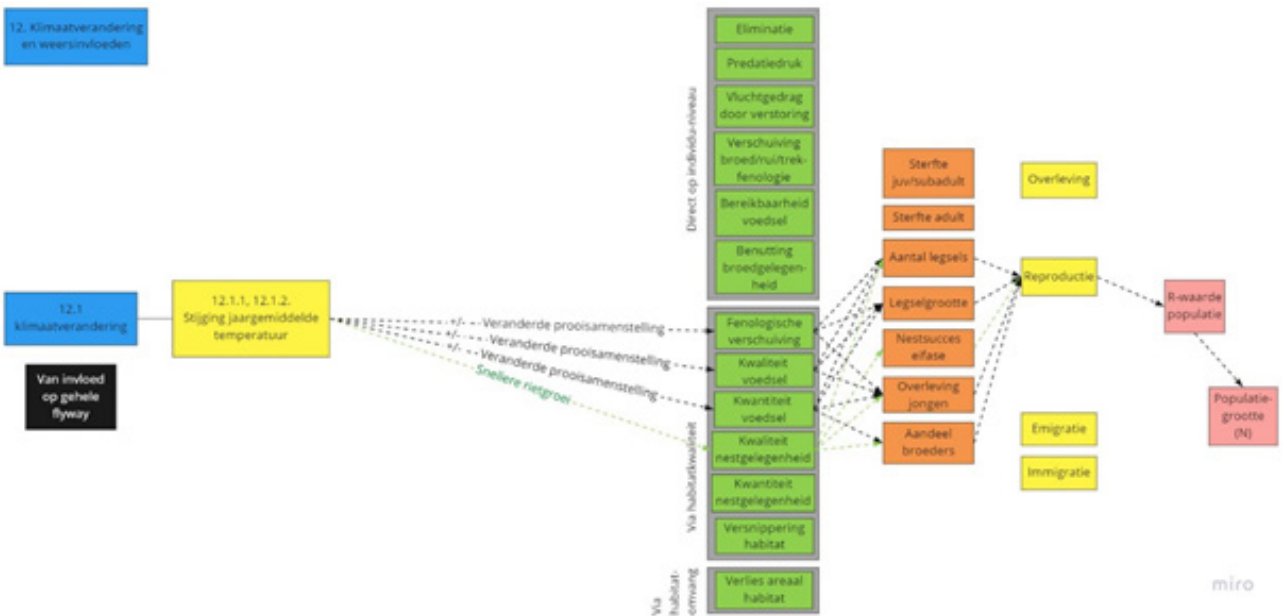 12. Klimaatverandering
en weersinvloeden
12.1
klimaatverandering
Van invloed
op gehele
flyway
12.1.1, 12.1.2.
Stijging jaargemiddelde
temperatuur
+/- Veranderde prooisamenstelling
+/- Veranderde prooisamenstelling
+/- Veranderde prooisamenstelling
Snellere rietgroei
Direct op individu-niveau
Eliminatie
Predatiedruk
Vluchtgedrag
door verstoring
Verschuiving
broed/rui/trek-
fenologie
Bereikbaarheid
voedsel
Benutting
broedgelegen-
heid
Via habitatkwaliteit
Fenologische
verschuiving
Kwaliteit
voedsel
Kwantiteit
voedsel
Kwaliteit
nestgelegenheid
Kwantiteit
nestgelegenheid
Versnippering
habitat
Via
habitat-
omvang
Verlies areaal
habitat
Sterfte
juv/subadult
Sterfte adult
Aantal legsels
Legselgrootte
Nestsucces
eifase
Overleving
jongen
Aandeel
broeders
Overleving
Reproductie
Emigratie
Immigratie
R-waarde
populatie
Populatie-
grootte
(N)
miro